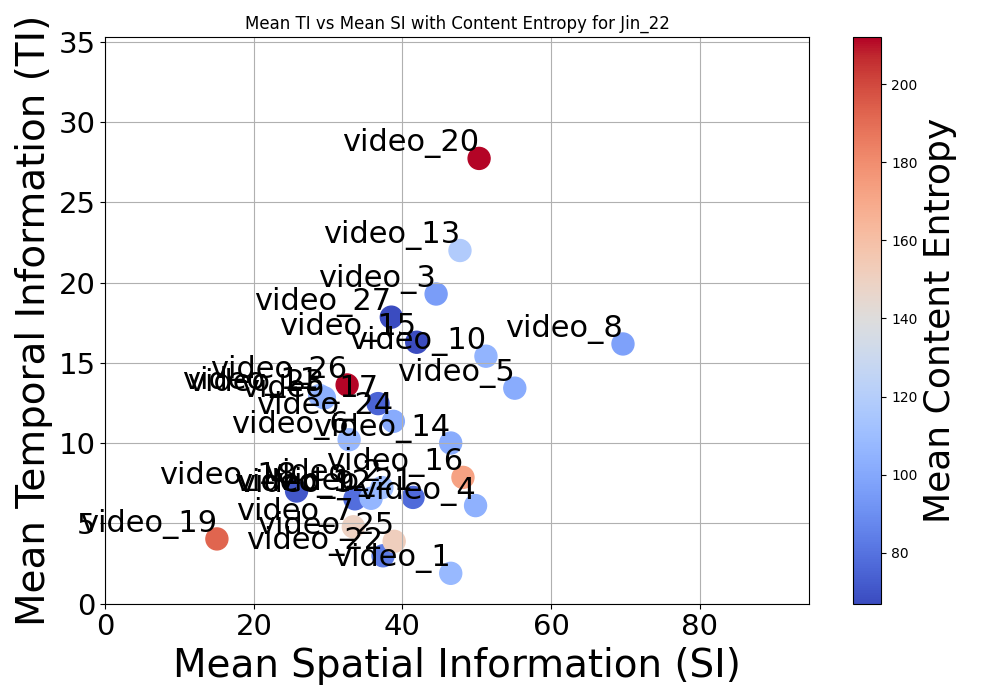 Mean TI vs Mean SI with Content Entropy for Jin_22
Mean Temporal Information (TI)
35
30
25
20
15
10
5
0
0
20
40
60
80
Mean Spatial Information (SI)
video_20
video_13
video_3
video_27
video_15
video_10
video_8
video_26
video_5
video_17
video_24
video_6
video_14
video_16
video_18
video_2
video_21
video_4
video_7
video_19
video_25
video_22
video_1
200
180
160
140
120
100
80
Mean Content Entropy